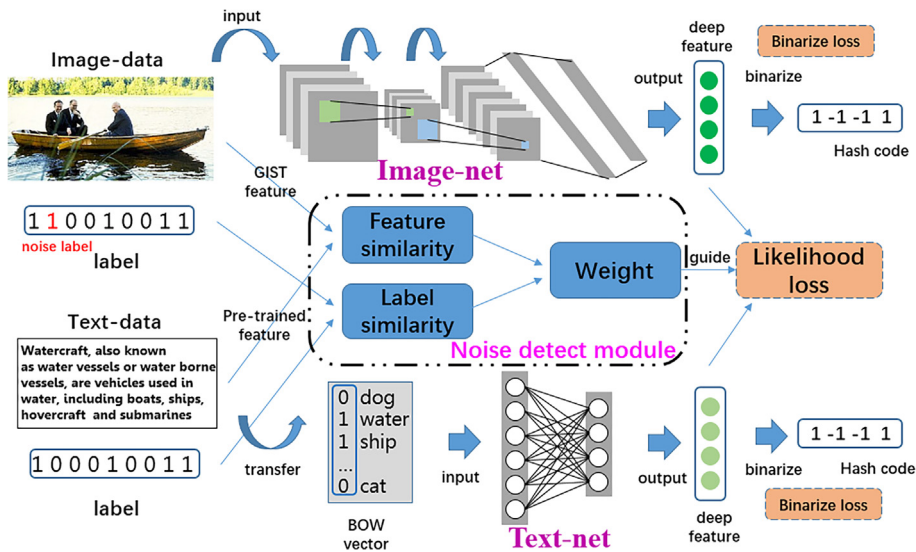 input
Image-data
1 1 0 0 1 0 0 1 1
noise label
label
GIST
feature
Image-net
output
deep
feature
Binarize loss
binarize
1 -1 -1 1
Hash code
Feature
similarity
Label
similarity
Weight
Noise detect module
guide
Likelihood
loss
Text-data
Watercraft, also known
as water vessels or water borne
vessels, are vehicles used in
water, including boats, ships,
hovercraft and submarines
1 0 0 0 1 0 0 1 1
label
Pre-trained
feature
transfer
0 dog
1 water
1 ship
...
0 cat
BOW
vector
input
Text-net
output
deep
feature
binarize
1 -1 -1 1
Hash code
Binarize loss